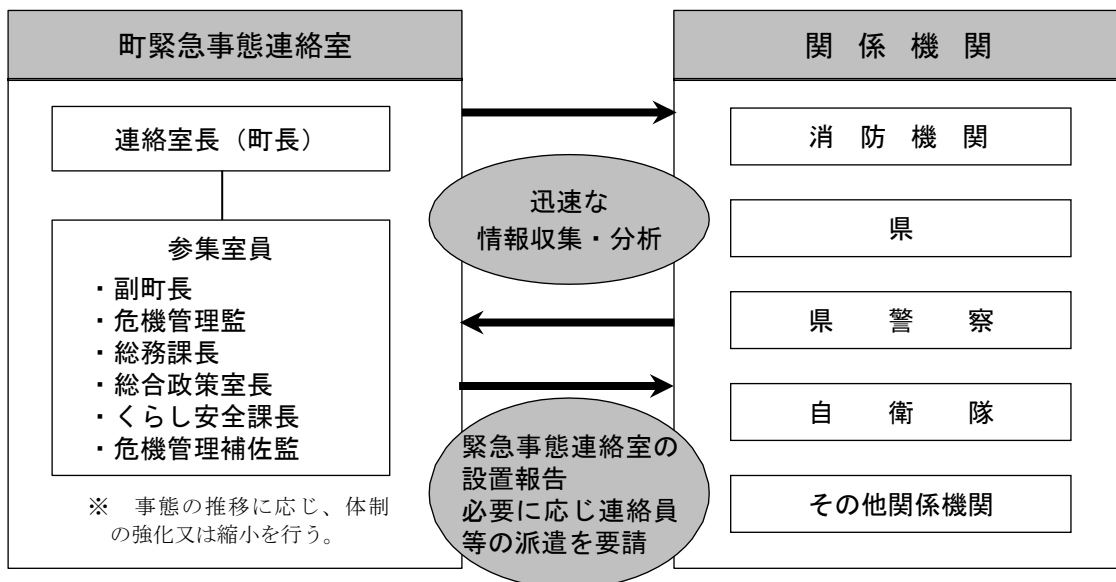 町緊急事態連絡室
連絡室長（町長）
参集室員
・副町長
・危機管理監
・総務課長
・総合政策室長
・くらし安全課長
・危機管理補佐監
※　事態の推移に応じ、体制
の強化又は縮小を行う。
迅速な
情報収集・分析
緊急事態連絡室の
設置報告
必要に応じ連絡員
等の派遣を要請
関　係　機　関
消　防　機　関
県
県　警　察
自　衛　隊
その他関係機関